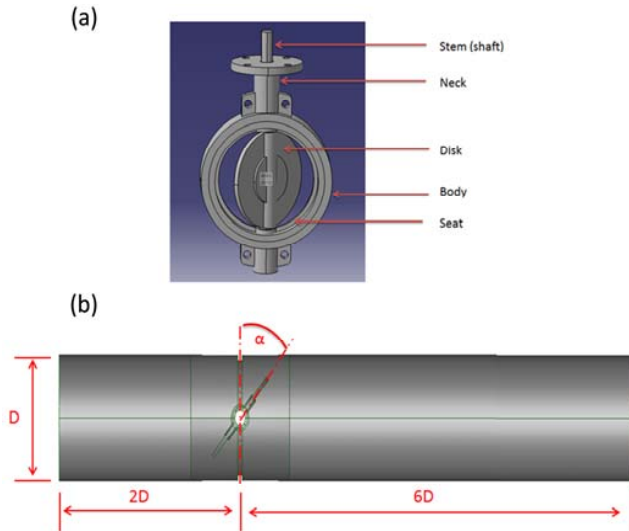 (a)
Stem (shaft)
Neck
Disk
Body
Seat
(b)
α
D
2D
6D